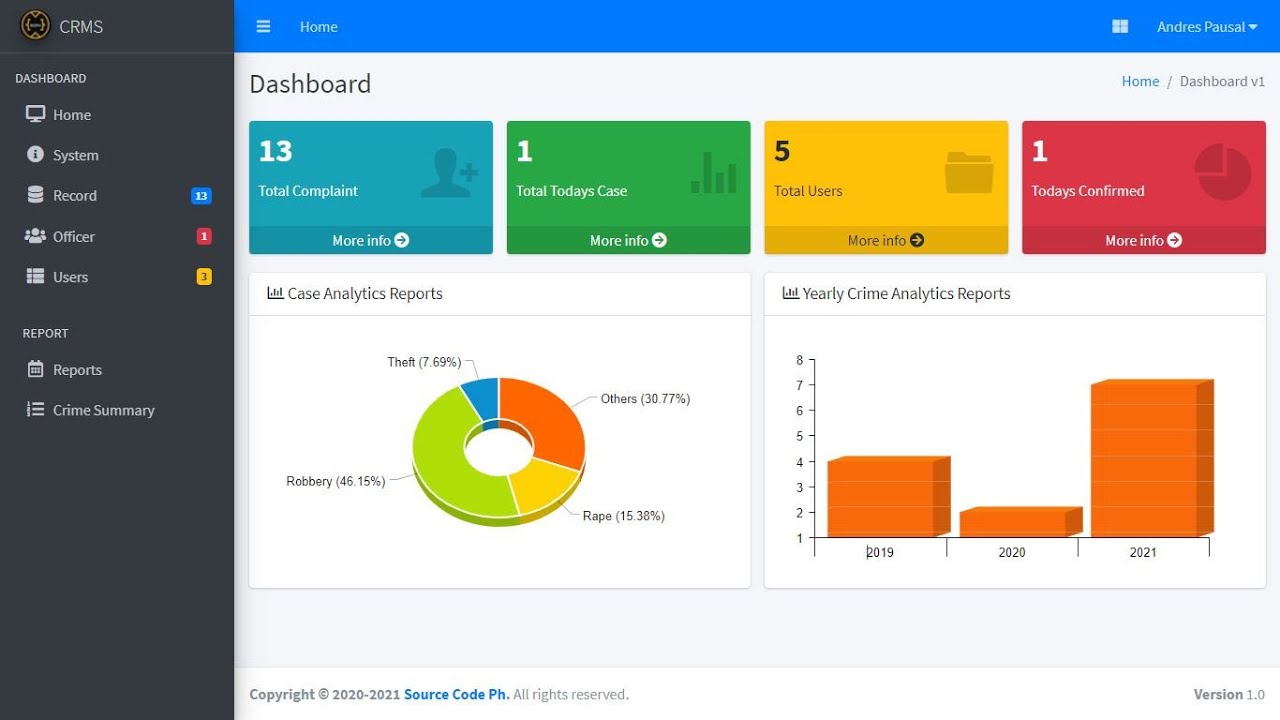 CRMS
Home
Andres Pausal
DASHBOARD
Home
System
Record 13
Officer 1
Users 3
REPORT
Reports
Crime Summary
Dashboard
Home / Dashboard v1
13
Total Complaint
More info
1
Total Todays Case
More info
5
Total Users
More info
1
Todays Confirmed
More info
Case Analytics Reports
Theft (7.69%)
Others (30.77%)
Robbery (46.15%)
Rape (15.38%)
Yearly Crime Analytics Reports
8
7
6
5
4
3
2
1
2019 2020 2021
Copyright © 2020-2021 Source Code Ph. All rights reserved.
Version 1.0